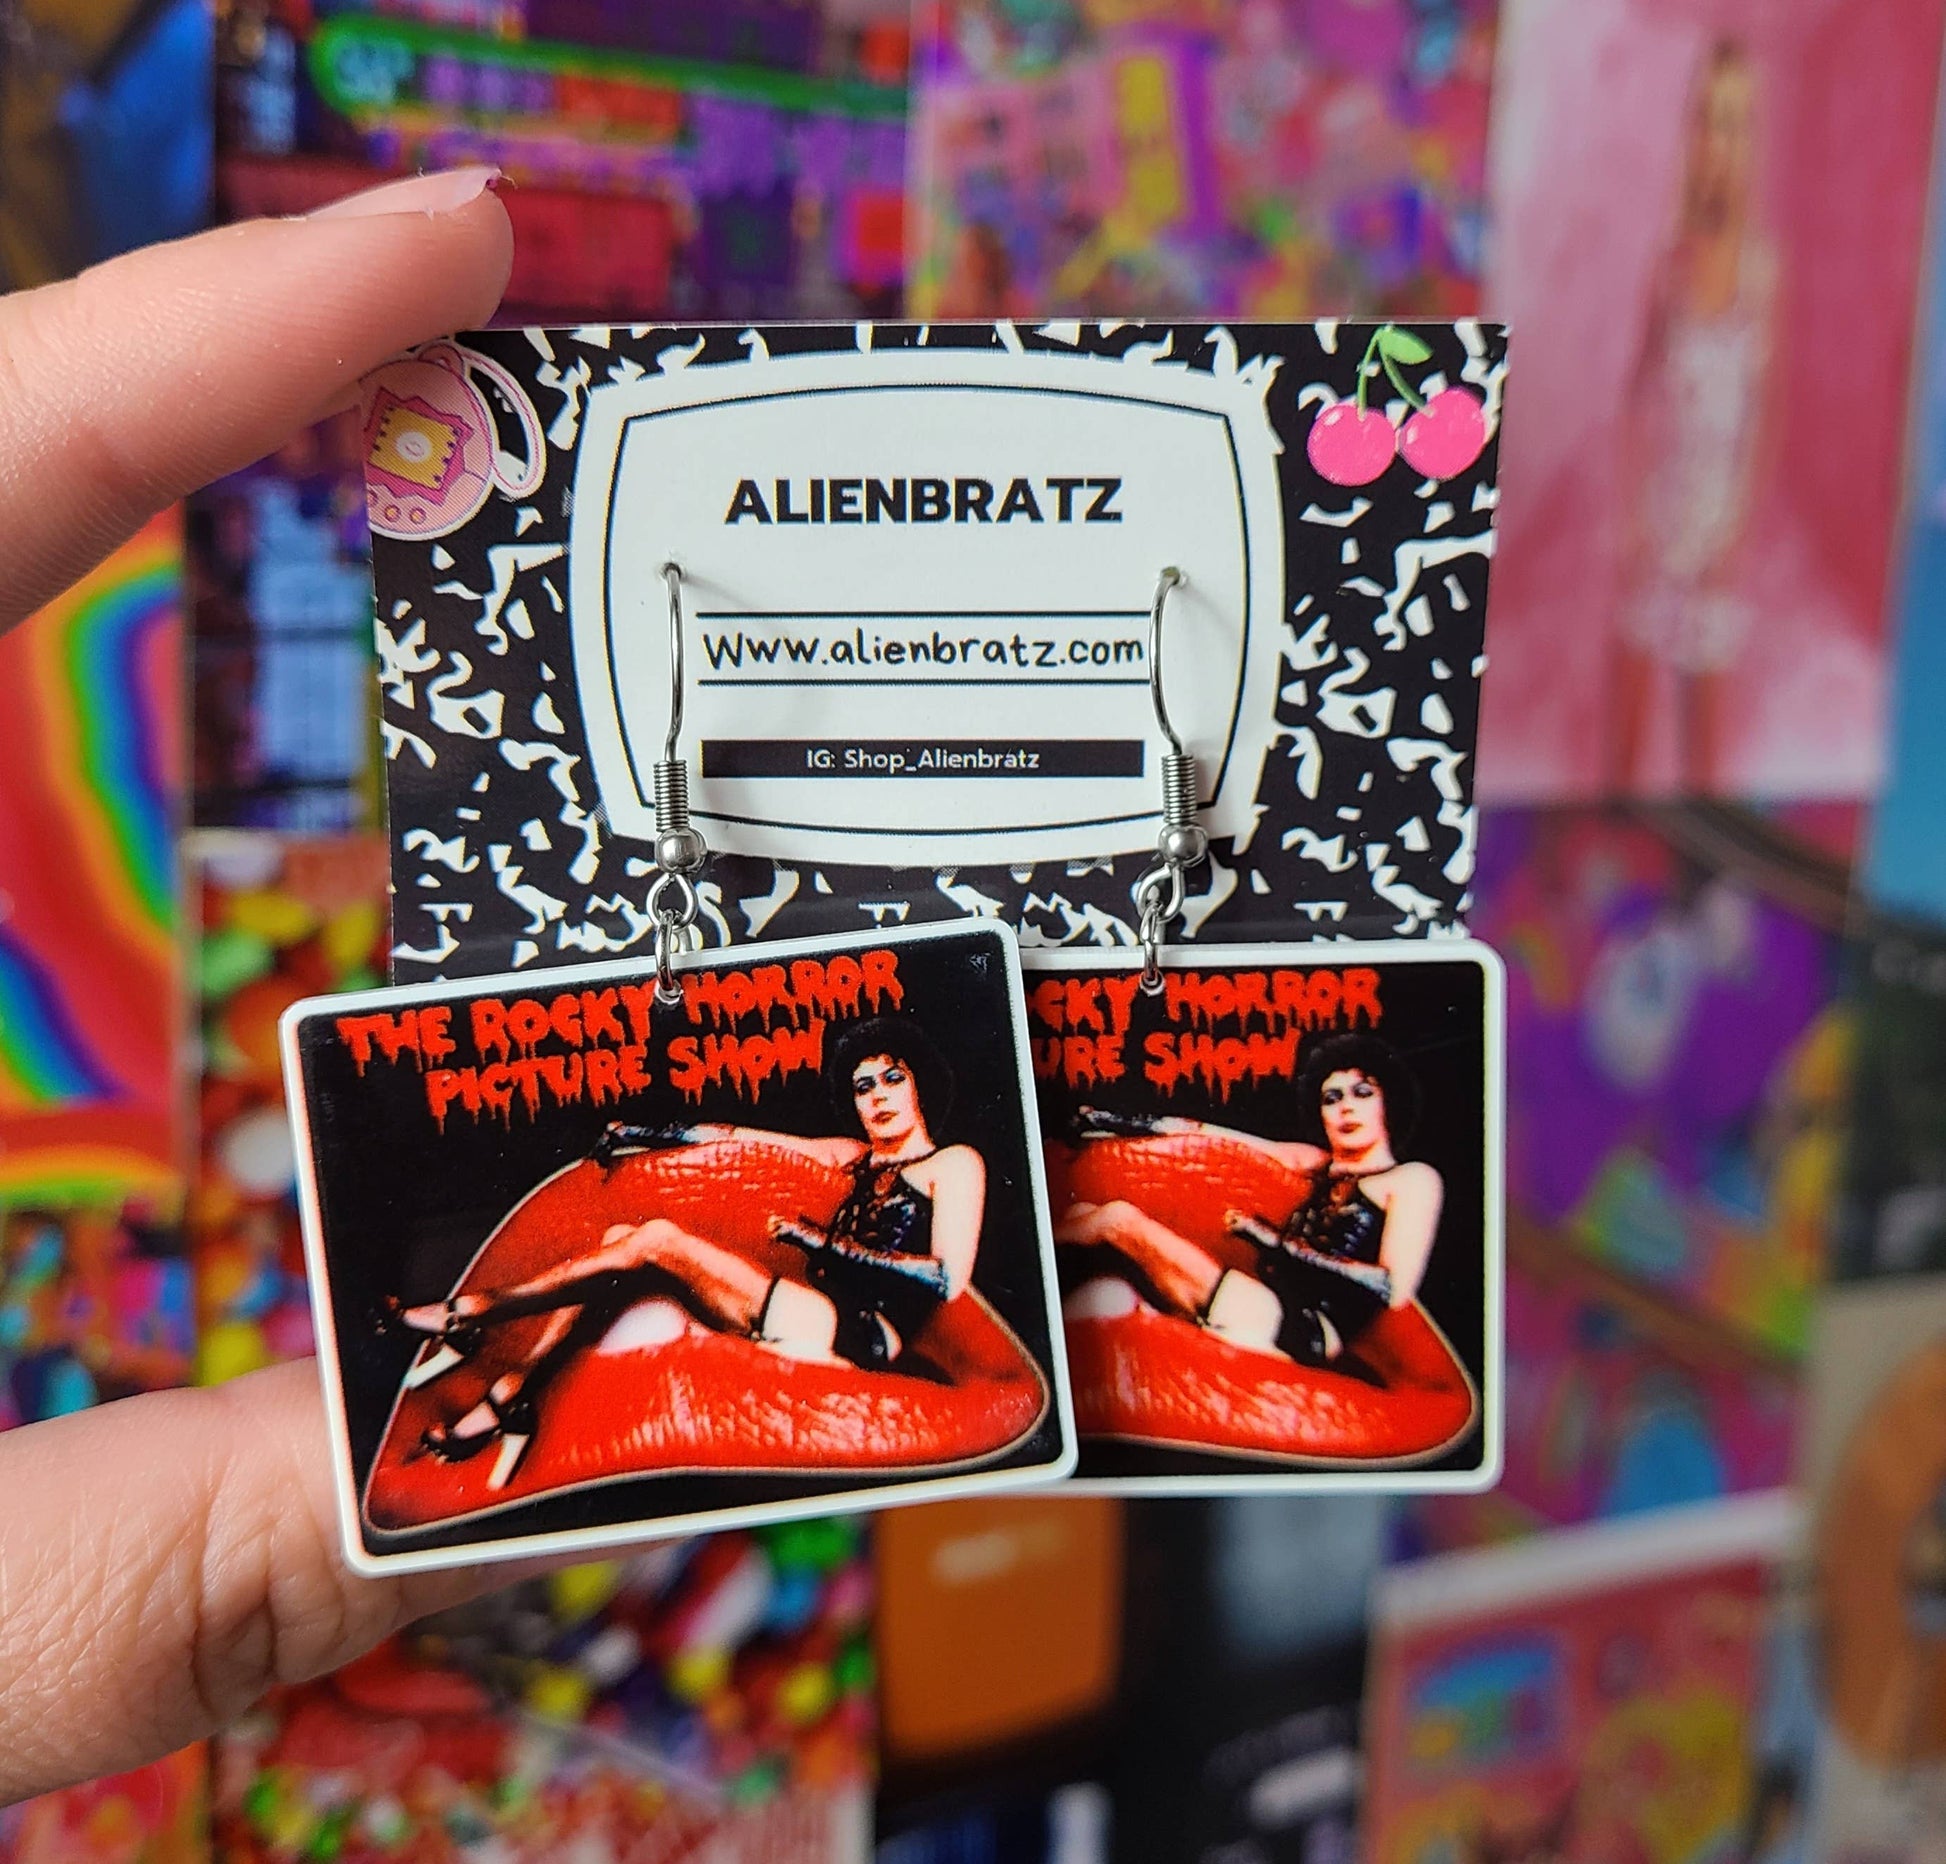 ALIENBRATZ
Www.alienbratz.com
IG: Shop_Alienbratz
THE ROCKY HORROR
PICTURE SHOW
CKY HORROR
URE SHOW